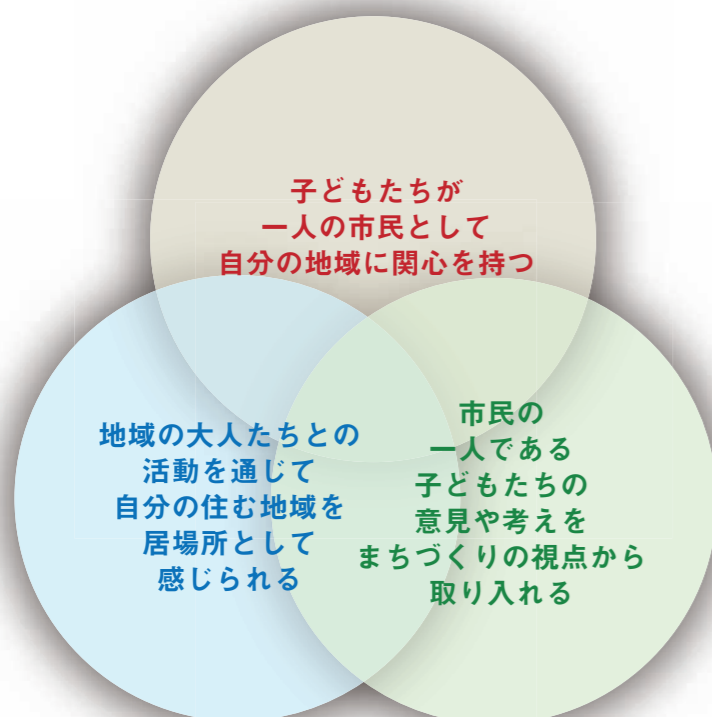 子どもたちが
一人の市民として
自分の地域に関心を持つ
地域の大人たちとの
活動を通じて
自分の住む地域を
居場所として
感じられる
市民の
一人である
子どもたちの
意見や考えを
まちづくりの視点から
取り入れる